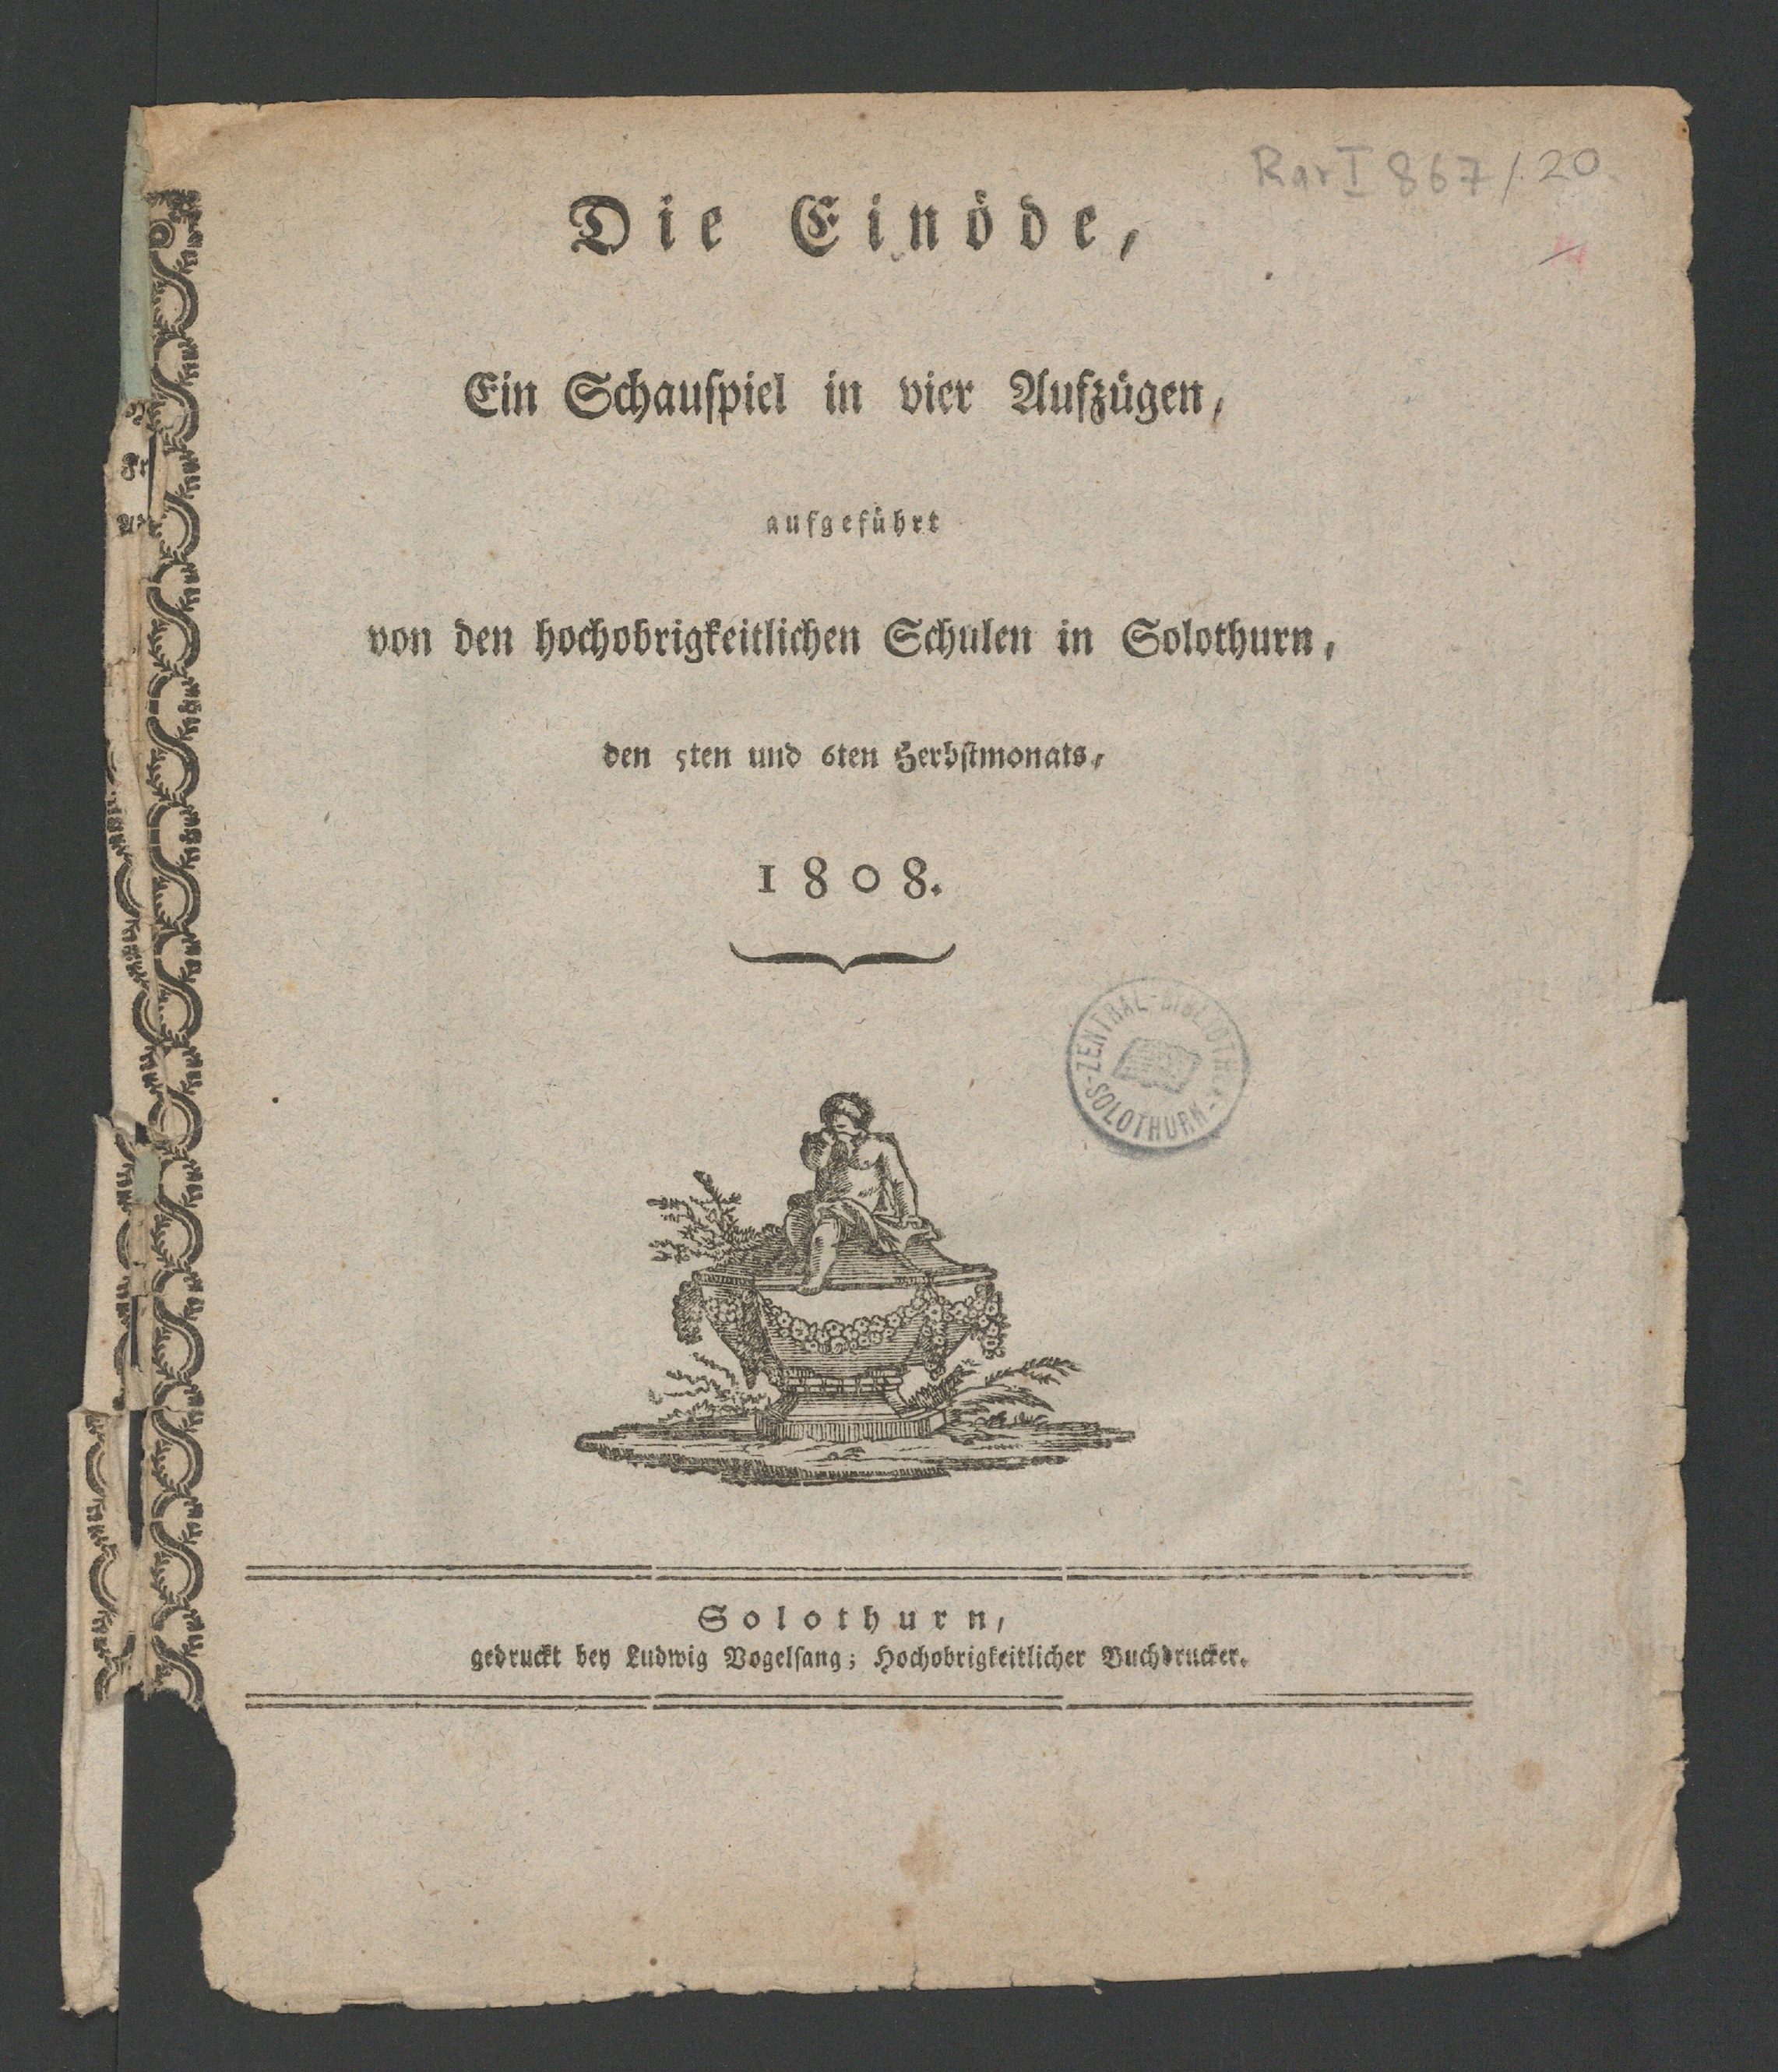 Rar I 867/.20.
Die Einöde,
Ein Schauspiel in vier Aufzügen,
aufgeführt
von den hochobrigkeitlichen Schulen in Solothurn,
den 5ten und 6ten Herbstmonats,
1808.
-ZENTRAL-BIBLIOTHEK-
SOLOTHURN
Solothurn,
gedruckt bey Ludwig Vogelsang; Hochobrigkeitlicher Buchdrucker.